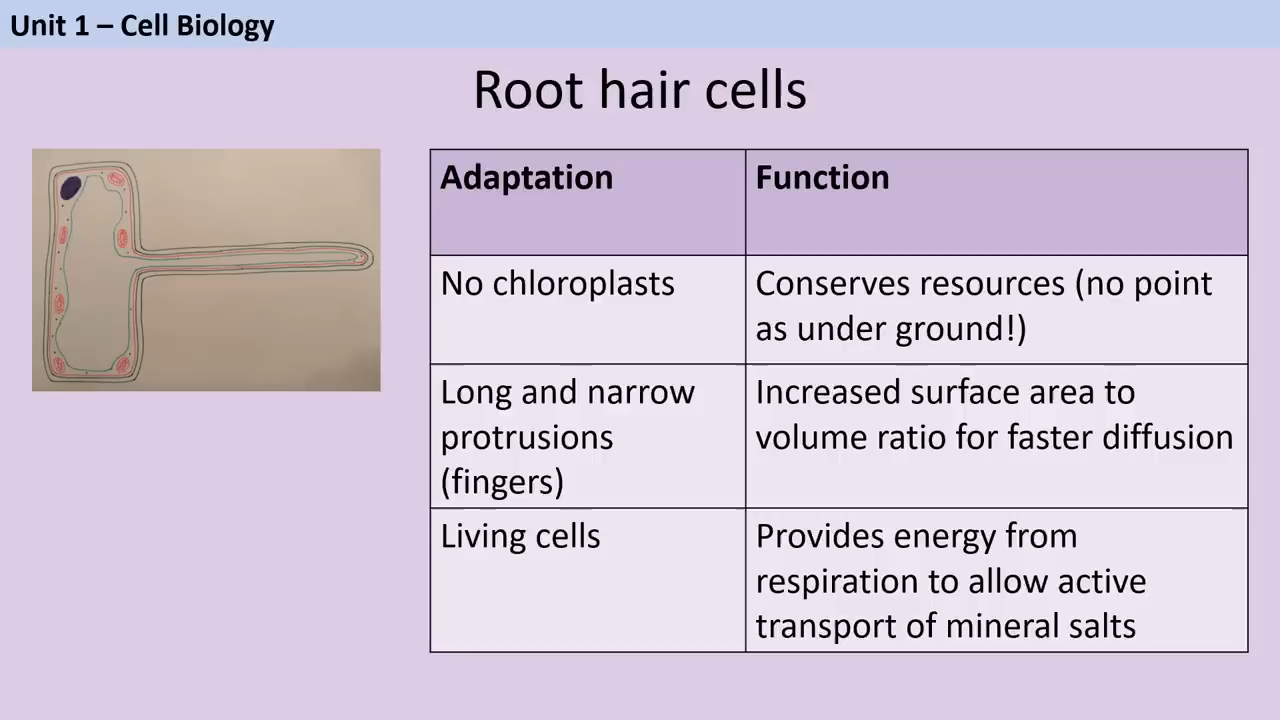 Unit 1 – Cell Biology
Root hair cells
Adaptation
Function
No chloroplasts
Conserves resources (no point
as under ground!)
Long and narrow
protrusions
(fingers)
Increased surface area to
volume ratio for faster diffusion
Living cells
Provides energy from
respiration to allow active
transport of mineral salts